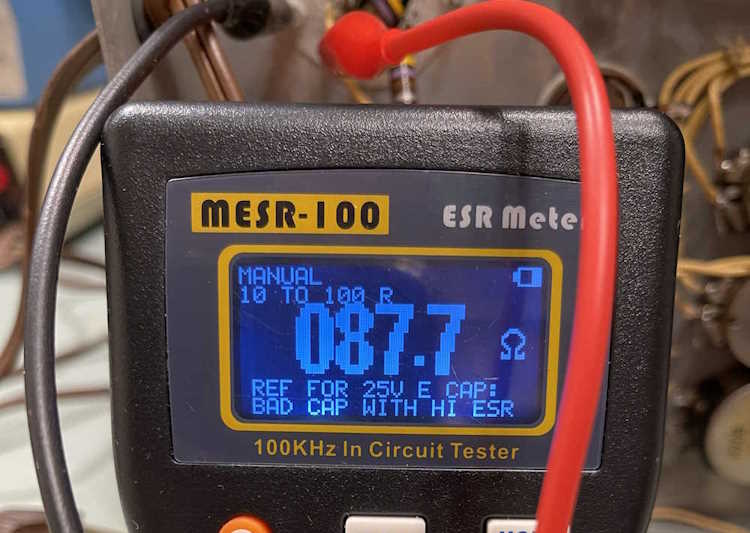 MESR-100 ESR Mete
MANUAL
10 TO 100 R
087.7 Ω
REF FOR 25V E CAP:
BAD CAP WITH HI ESR
100KHz In Circuit Tester